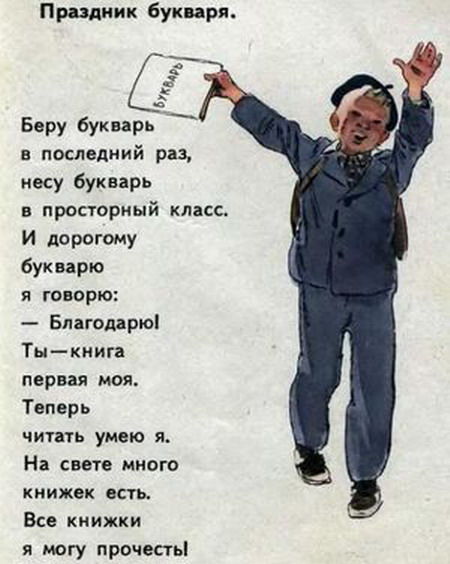 Праздник букваря.
БУКВАРЬ
Беру букварь
в последний раз,
несу букварь
в просторный класс.
И дорогому
букварю
я говорю:
— Благодарю!
Ты—книга
первая моя.
Теперь
читать умею я.
На свете много
книжек есть.
Все книжки
я могу прочесть!